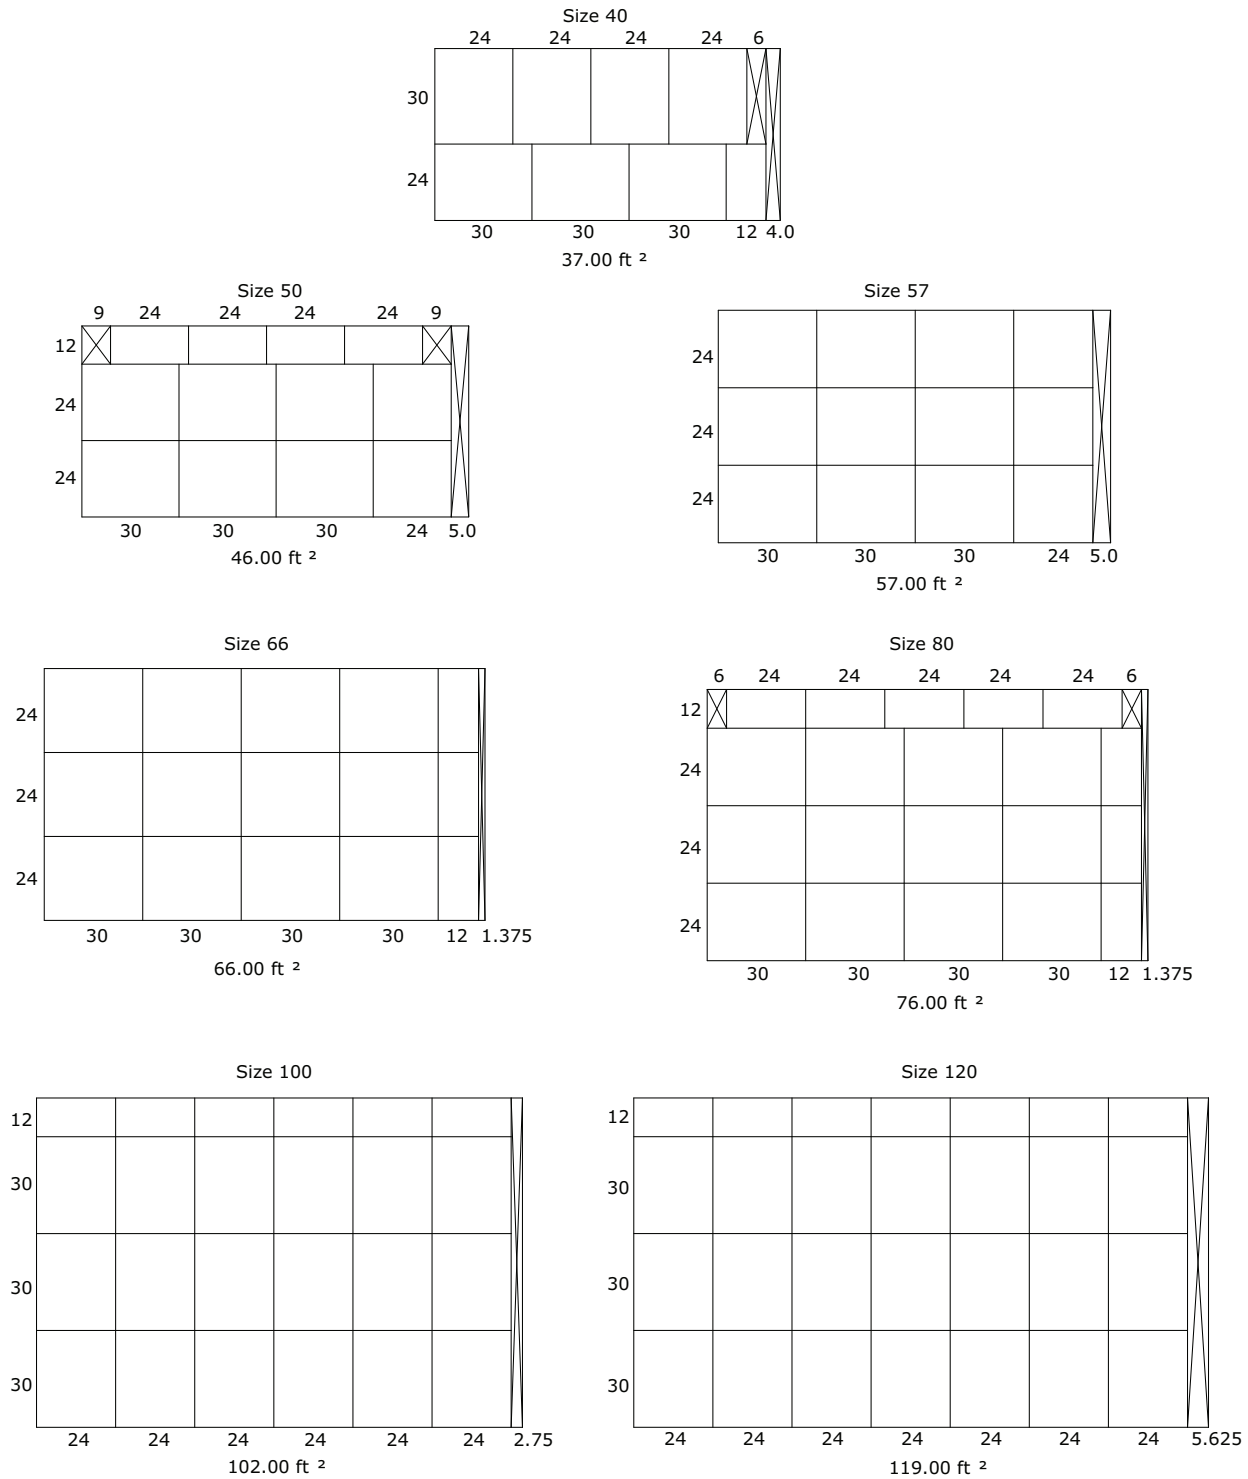 Size 40
24 24 24 24 6
30
24
30 30 30 12 4.0
37.00 ft ²
Size 50
9 24 24 24 24 9
12
24
24
30 30 30 24 5.0
46.00 ft ²
Size 57
24
24
24
30 30 30 24 5.0
57.00 ft ²
Size 66
24
24
24
30 30 30 30 12 1.375
66.00 ft ²
Size 80
6 24 24 24 24 24 6
12
24
24
24
30 30 30 30 12 1.375
76.00 ft ²
Size 100
12
30
30
30
24 24 24 24 24 24 2.75
102.00 ft ²
Size 120
12
30
30
30
24 24 24 24 24 24 24 5.625
119.00 ft ²